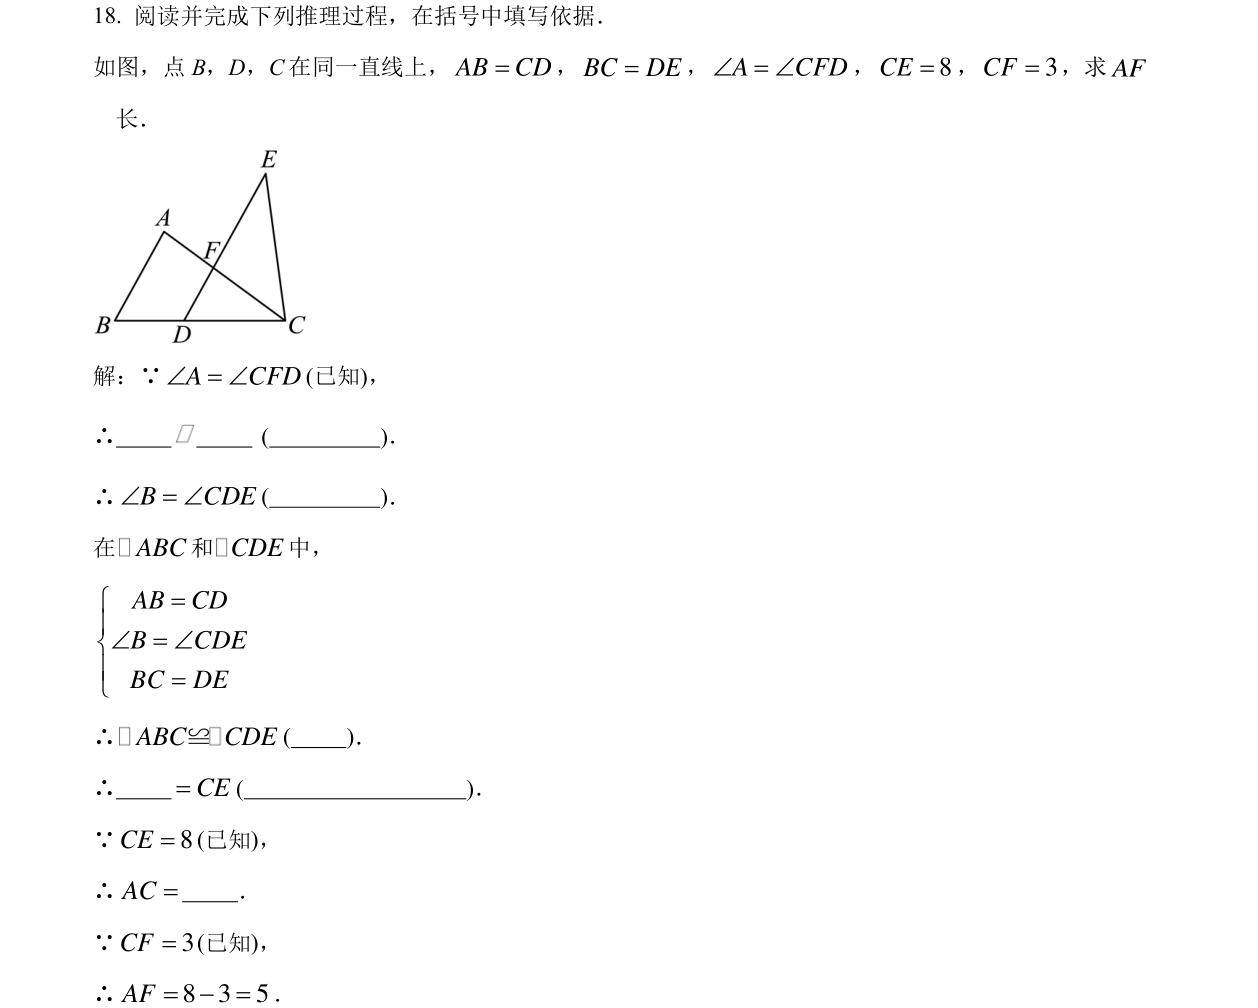 18. 阅读并完成下列推理过程，在括号中填写依据．
如图，点 B，D，C 在同一直线上， AB = CD ， BC = DE ， ∠A = ∠CFD ， CE = 8 ， CF = 3 ，求 AF
长．
E
A
F
B
D
C
解：∵ ∠A = ∠CFD (已知)，
∴_____ ▱ _____ (__________)．
∴ ∠B = ∠CDE (__________)．
在□ ABC 和□ CDE 中，
AB = CD
∠B = ∠CDE
BC = DE
∴□ ABC≌□ CDE (_____)．
∴_____ = CE (____________________)．
∵ CE = 8 (已知)，
∴ AC = _____．
∵ CF = 3 (已知)，
∴ AF = 8 − 3 = 5．